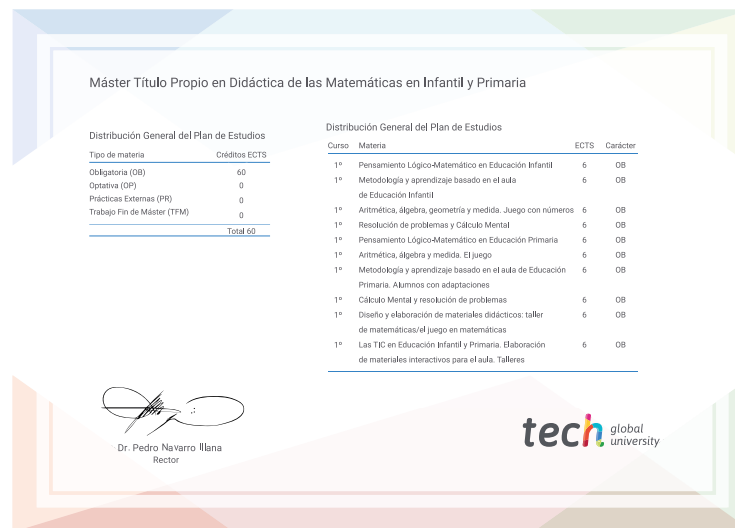 Máster Título Propio en Didáctica de las Matemáticas en Infantil y Primaria
Distribución General del Plan de Estudios
Tipo de materia Créditos ECTS
Obligatoria (OB) 60
Optativa (OP) 0
Prácticas Externas (PR) 0
Trabajo Fin de Máster (TFM) 0
Total 60
Distribución General del Plan de Estudios
Curso Materia ECTS Carácter
1º Pensamiento Lógico-Matemático en Educación Infantil 6 OB
1º Metodología y aprendizaje basado en el aula 6 OB
de Educación Infantil
1º Aritmética, álgebra, geometría y medida. Juego con números 6 OB
1º Resolución de problemas y Cálculo Mental 6 OB
1º Pensamiento Lógico-Matemático en Educación Primaria 6 OB
1º Aritmética, álgebra y medida. El juego 6 OB
1º Metodología y aprendizaje basado en el aula de Educación 6 OB
Primaria. Alumnos con adaptaciones
1º Cálculo Mental y resolución de problemas 6 OB
1º Diseño y elaboración de materiales didácticos: taller 6 OB
de matemáticas/el juego en matemáticas
1º Las TIC en Educación Infantil y Primaria. Elaboración 6 OB
de materiales interactivos para el aula. Talleres
Dr. Pedro Navarro Illana
Rector
tech global
university